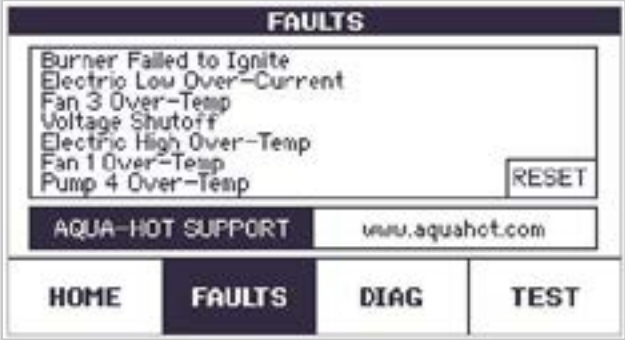 FAULTS
Burner Failed to Ignite
Electric Low Over-Current
Fan 3 Over-Temp
Voltage Shutoff
Electric High Over-Temp
Fan 1 Over-Temp
Pump 4 Over-Temp
RESET
AQUA-HOT SUPPORT www.aquahot.com
HOME FAULTS DIAG TEST